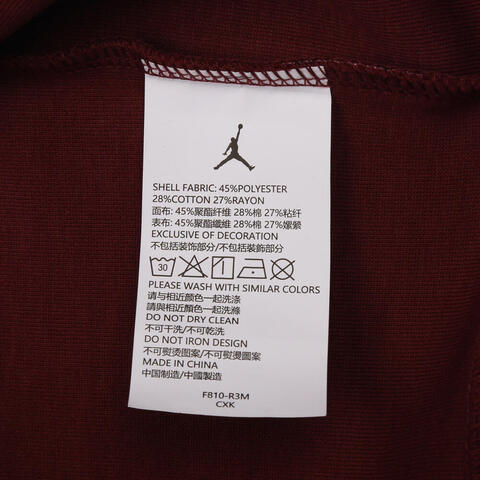 SHELL FABRIC: 45%POLYESTER
28%COTTON 27%RAYON
面布: 45%聚酯纤维 28%棉 27%粘纤
表布: 45%聚酯纖維 28%棉 27%嫘縈
EXCLUSIVE OF DECORATION
不包括装饰部分/不包括裝飾部分
30
PLEASE WASH WITH SIMILAR COLORS
请与相近颜色一起洗涤
請與相近顏色一起洗滌
DO NOT DRY CLEAN
不可干洗/不可乾洗
DO NOT IRON DESIGN
不可熨烫图案/不可熨燙圖案
MADE IN CHINA
中国制造/中國製造
F810-R3M
CXK